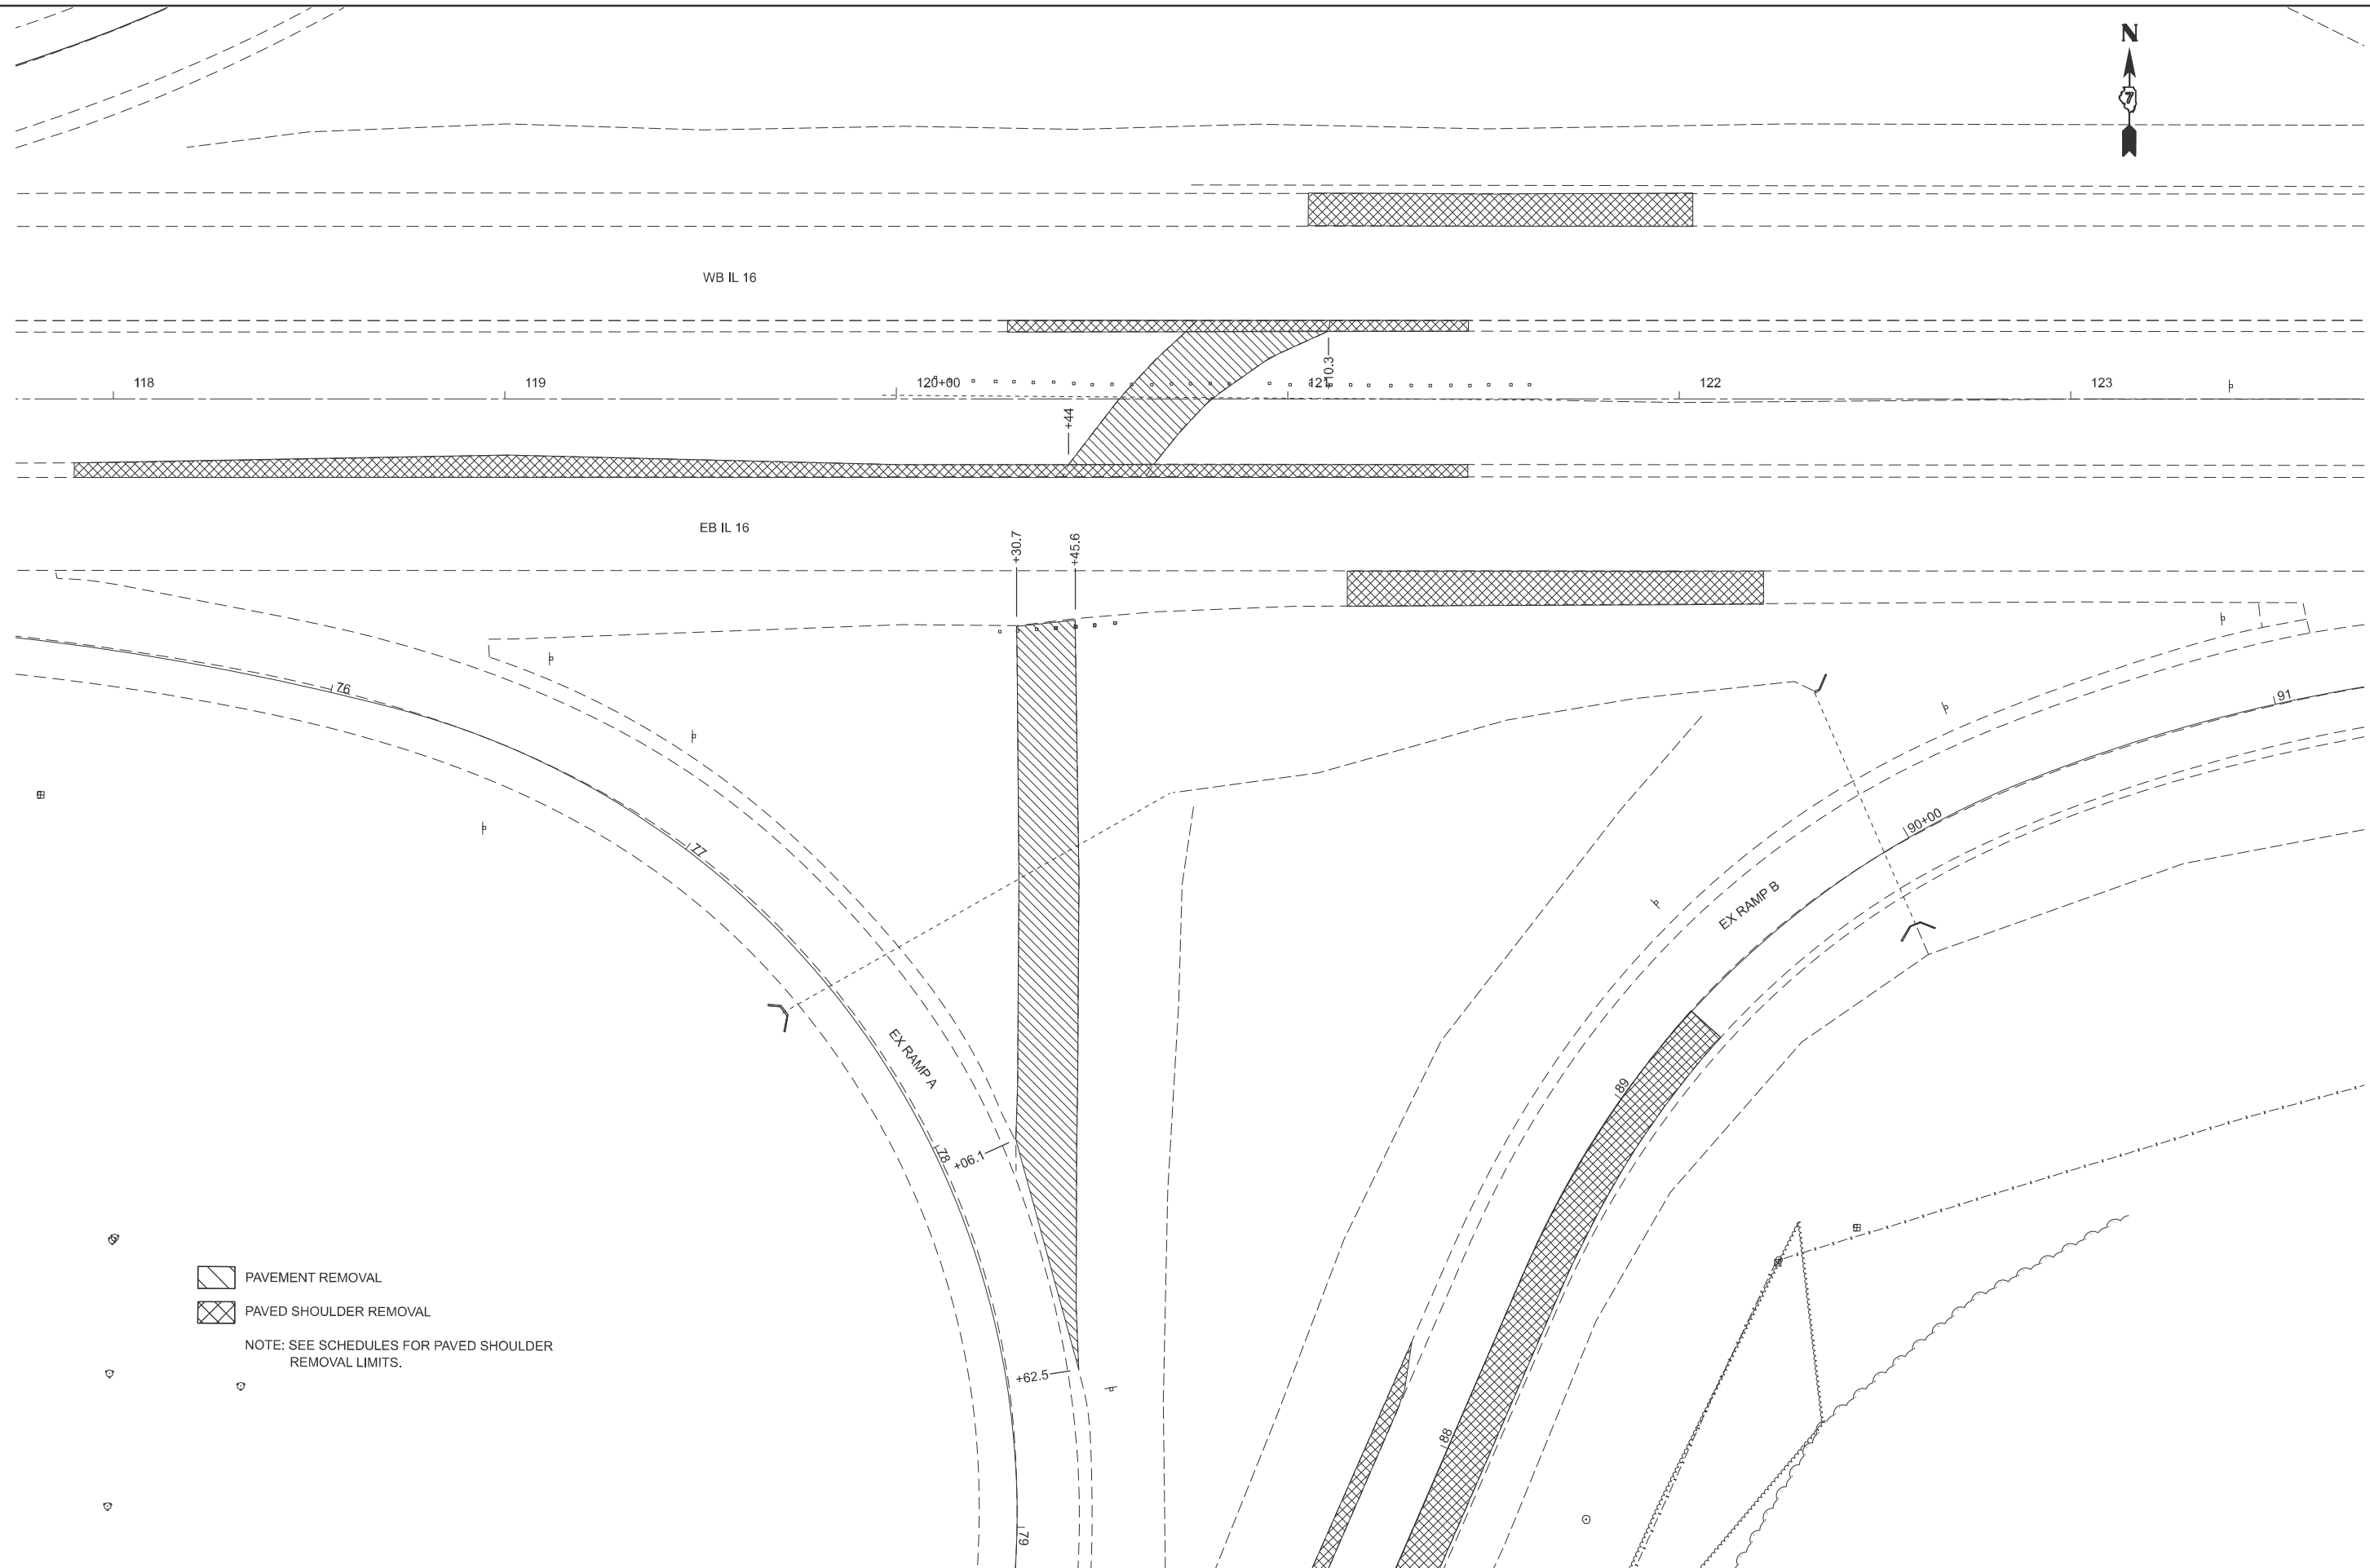 N
7
WB IL 16
118
119
120+00
121
+10.3
122
123
+44
EB IL 16
+30.7
+45.6
76
91
77
90+00
EX RAMP B
EX RAMP A
89
78
+06.1
PAVEMENT REMOVAL
PAVED SHOULDER REMOVAL
NOTE: SEE SCHEDULES FOR PAVED SHOULDER
REMOVAL LIMITS.
+62.5
88
79